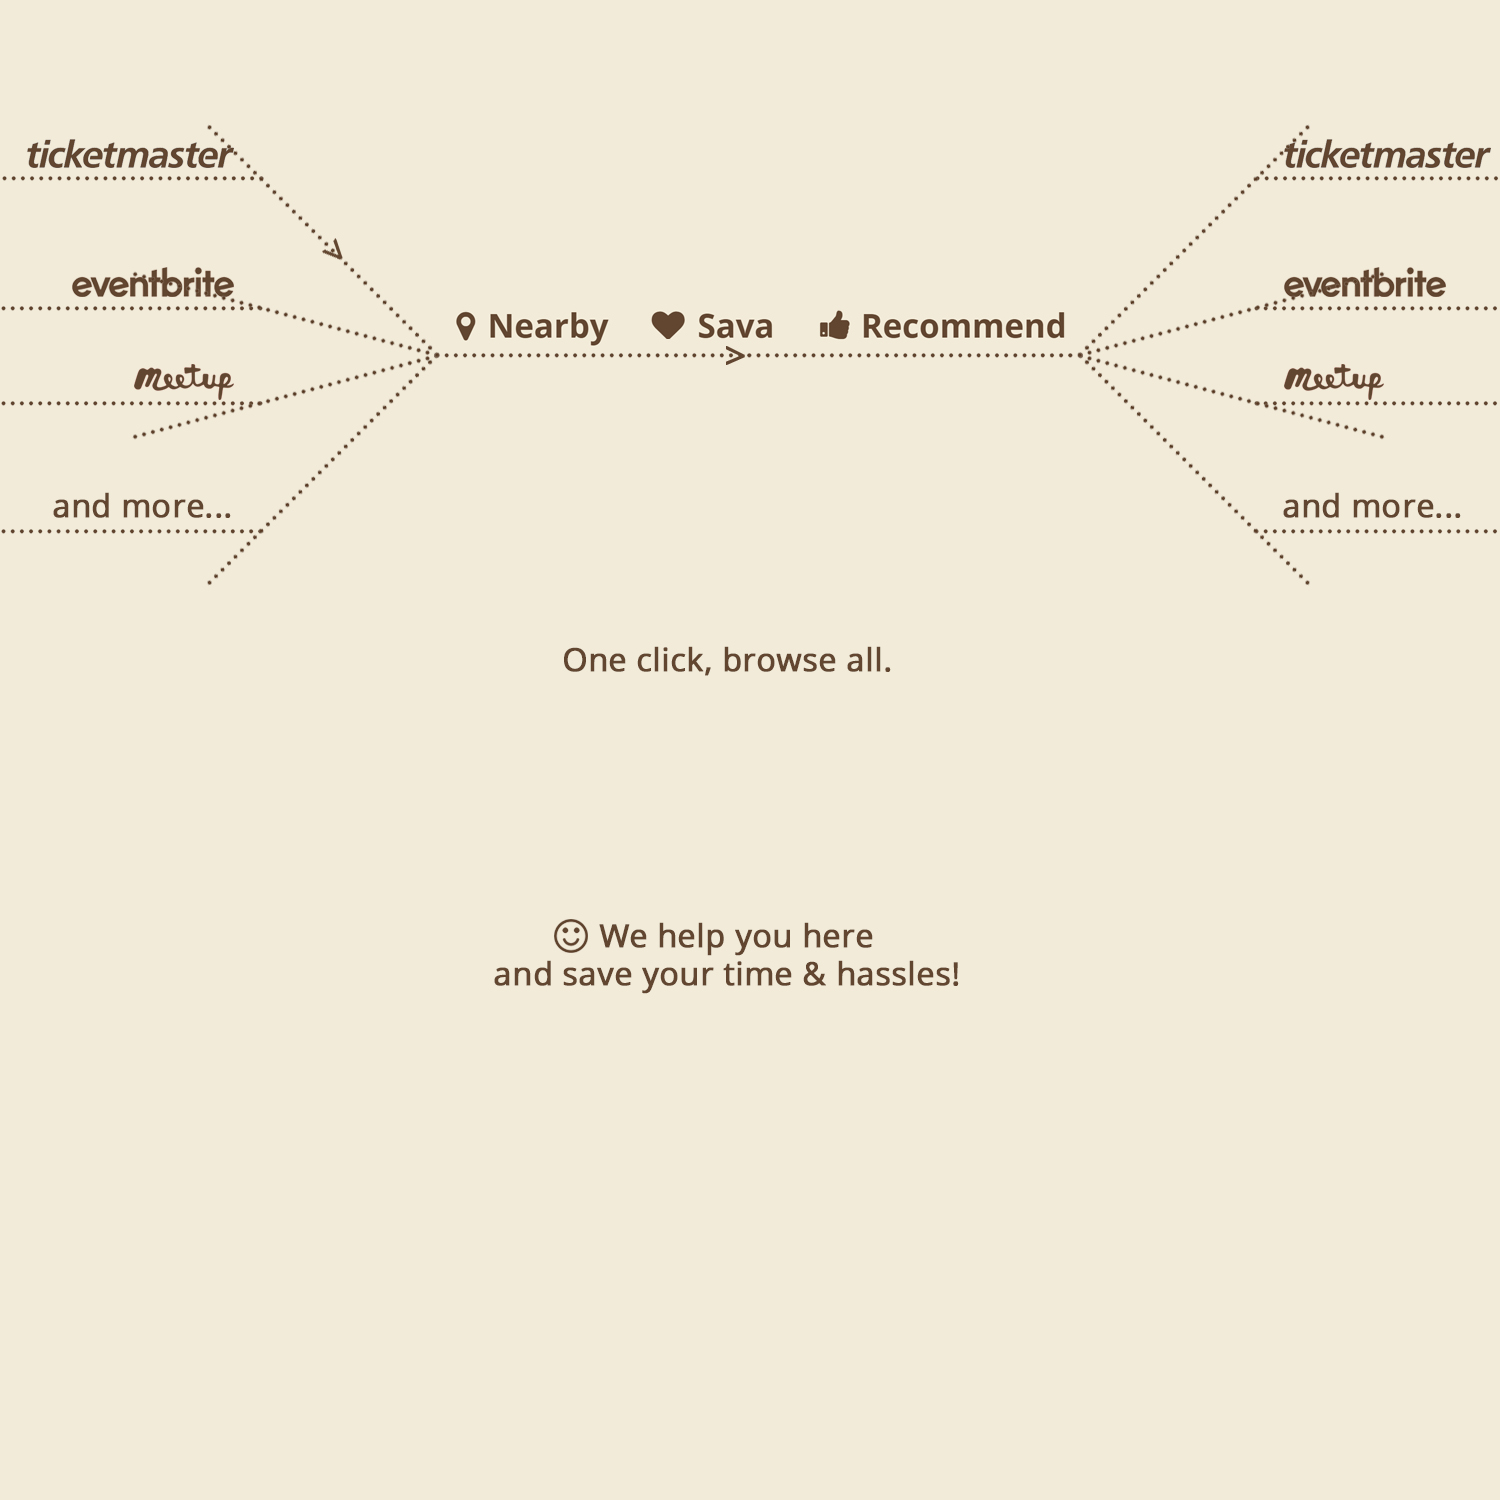 ticketmaster
ticketmaster
eventbrite
eventbrite
Nearby Sava Recommend
meetup
meetup
and more...
and more...
One click, browse all.
We help you here
and save your time & hassles!